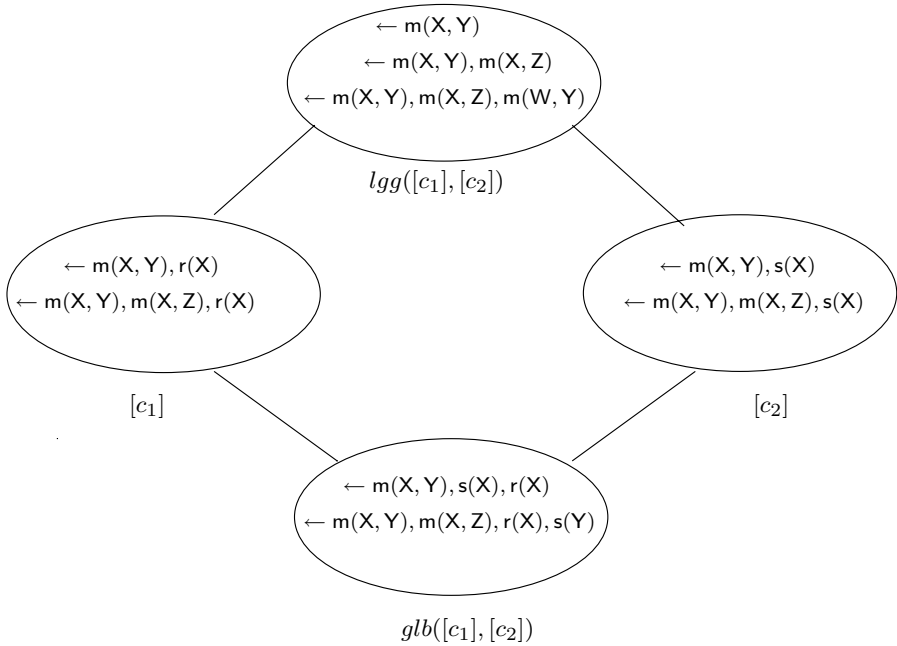 ← m(X, Y)
← m(X, Y), m(X, Z)
← m(X, Y), m(X, Z), m(W, Y)
lgg([c₁], [c₂])
← m(X, Y), r(X)
← m(X, Y), m(X, Z), r(X)
[c₁]
← m(X, Y), s(X)
← m(X, Y), m(X, Z), s(X)
[c₂]
← m(X, Y), s(X), r(X)
← m(X, Y), m(X, Z), r(X), s(Y)
glb([c₁], [c₂])